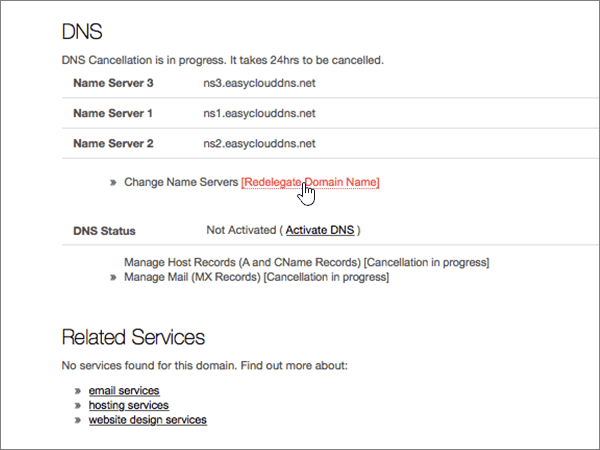 DNS
DNS Cancellation is in progress. It takes 24hrs to be cancelled.
Name Server 3 ns3.easyclouddns.net
Name Server 1 ns1.easyclouddns.net
Name Server 2 ns2.easyclouddns.net
» Change Name Servers [Redelegate Domain Name]
DNS Status Not Activated ( Activate DNS )
Manage Host Records (A and CName Records) [Cancellation in progress]
» Manage Mail (MX Records) [Cancellation in progress]
Related Services
No services found for this domain. Find out more about:
» email services
» hosting services
» website design services